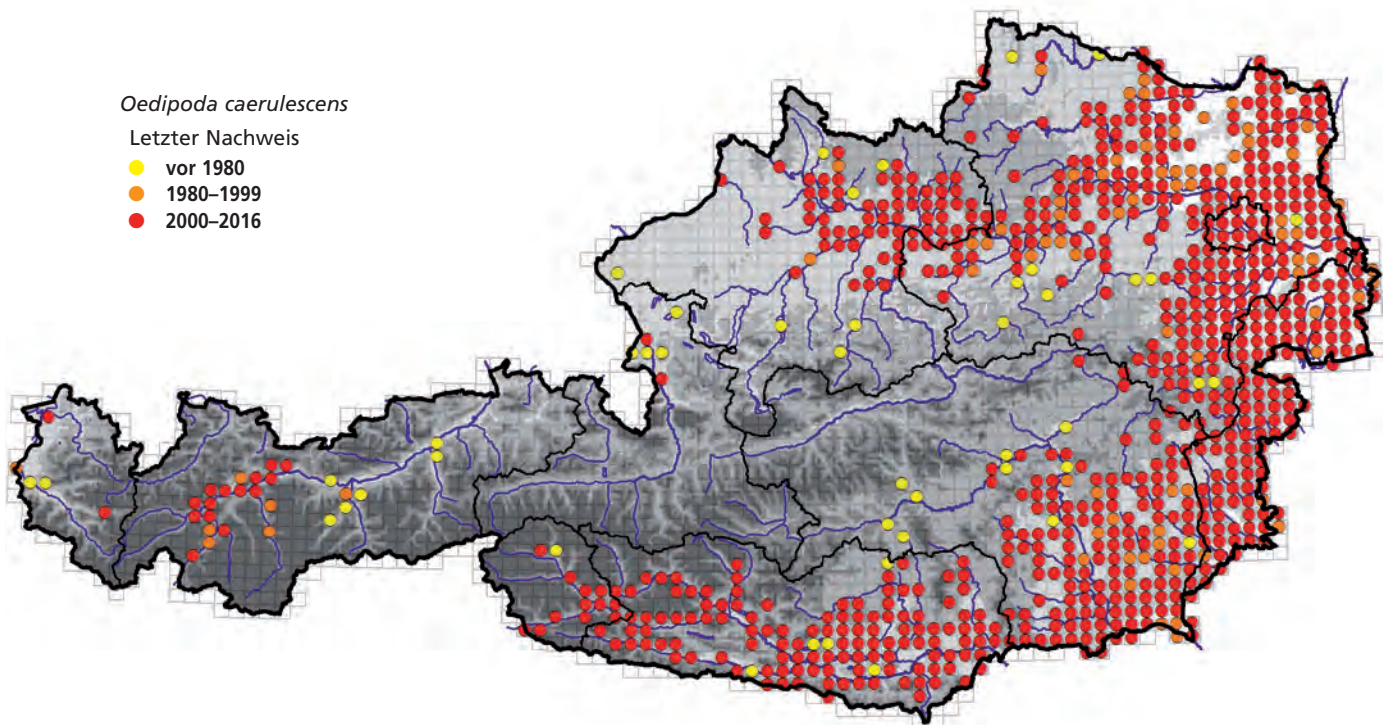 Oedipoda caerulescens
Letzter Nachweis
vor 1980
1980–1999
2000–2016